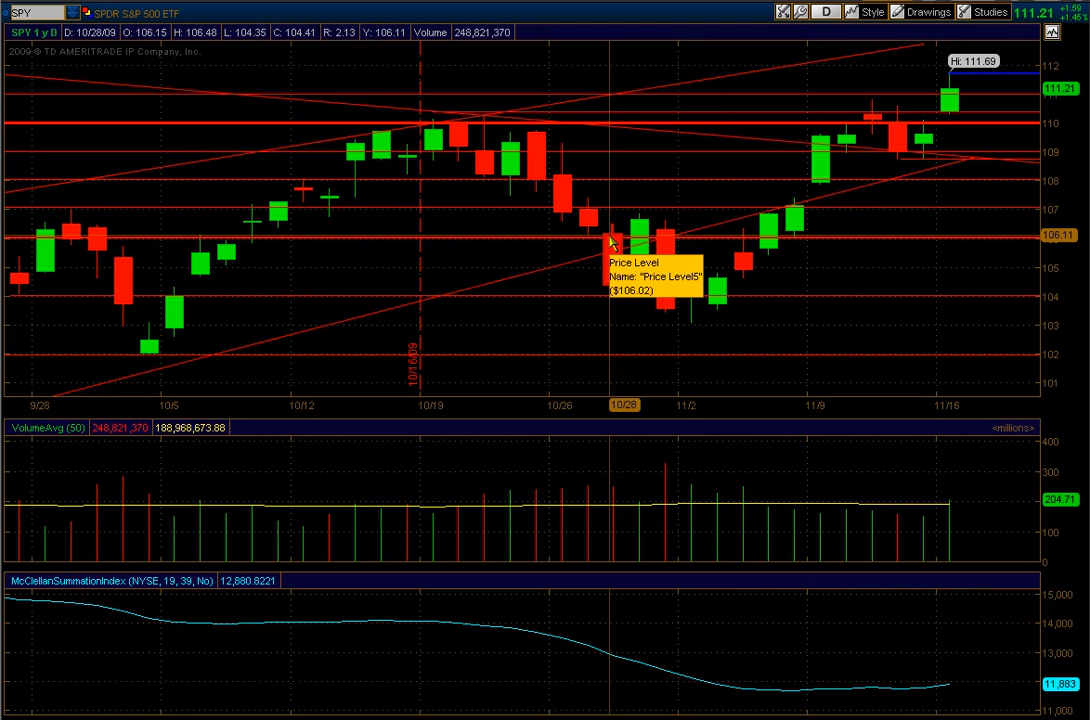 SPY SPDR S&P 500 ETF D Style Drawings Studies 111.21 +1.59 +1.45%
SPY 1 y D D: 10/28/09 O: 106.15 H: 106.48 L: 104.35 C: 104.41 R: 2.13 Y: 106.11 Volume 248,821,370
2009 © TD AMERITRADE IP Company, Inc.
Hi: 111.69
112
111.21
110
109
108
107
106.11
105
104
103
102
101
Price Level
Name: "Price Level5"
($106.02)
10/16/09
9/28 10/5 10/12 10/19 10/26 10/28 11/2 11/9 11/16
VolumeAvg (50) 248,821,370 188,968,673.88 <millions>
400
300
204.71
100
0
McClellanSummationIndex (NYSE, 19, 39, No) 12,880.8221
15,000
14,000
13,000
11,883
11,000